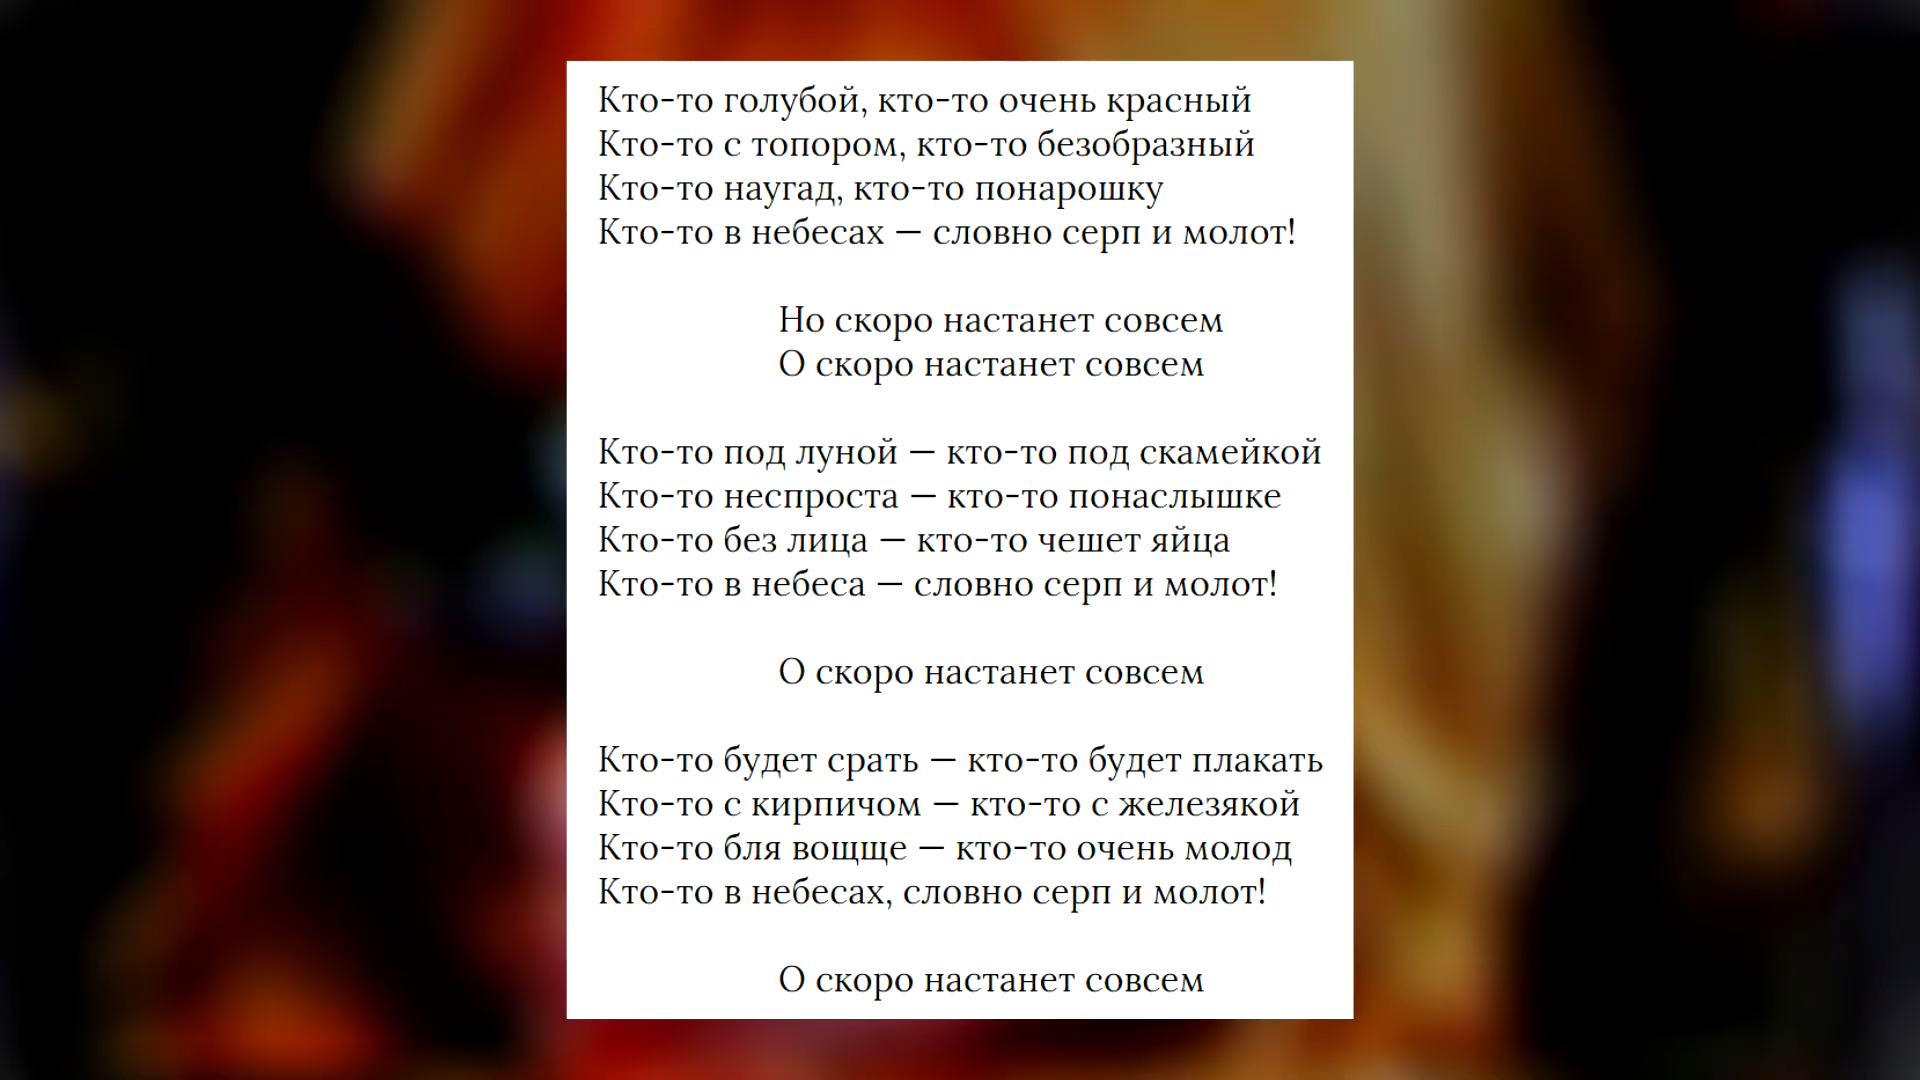 Кто-то голубой, кто-то очень красный
Кто-то с топором, кто-то безобразный
Кто-то наугад, кто-то понарошку
Кто-то в небесах — словно серп и молот!
Но скоро настанет совсем
О скоро настанет совсем
Кто-то под луной — кто-то под скамейкой
Кто-то неспроста — кто-то понаслышке
Кто-то без лица — кто-то чешет яйца
Кто-то в небеса — словно серп и молот!
О скоро настанет совсем
Кто-то будет срать — кто-то будет плакать
Кто-то с кирпичом — кто-то с железякой
Кто-то бля вощще — кто-то очень молод
Кто-то в небесах, словно серп и молот!
О скоро настанет совсем